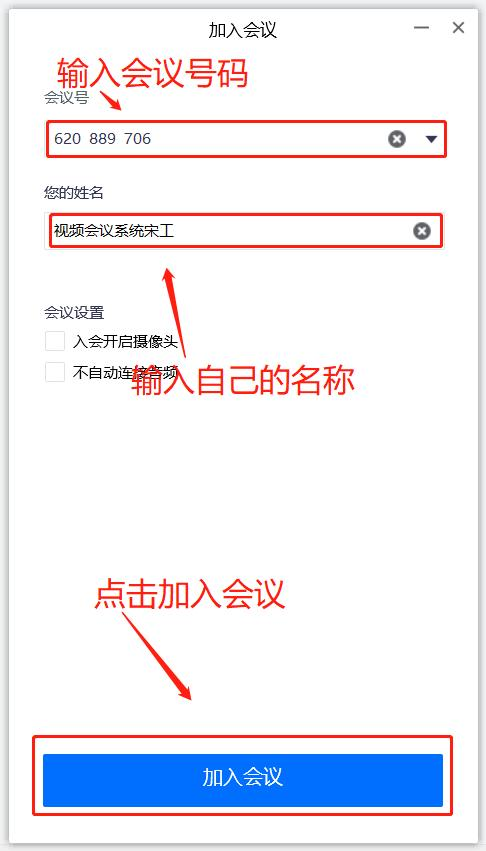 加入会议
输入会议号码
会议号
620 889 706
您的姓名
视频会议系统宋工
会议设置
入会开启摄像头
不自动连接音频
输入自己的名称
点击加入会议
加入会议